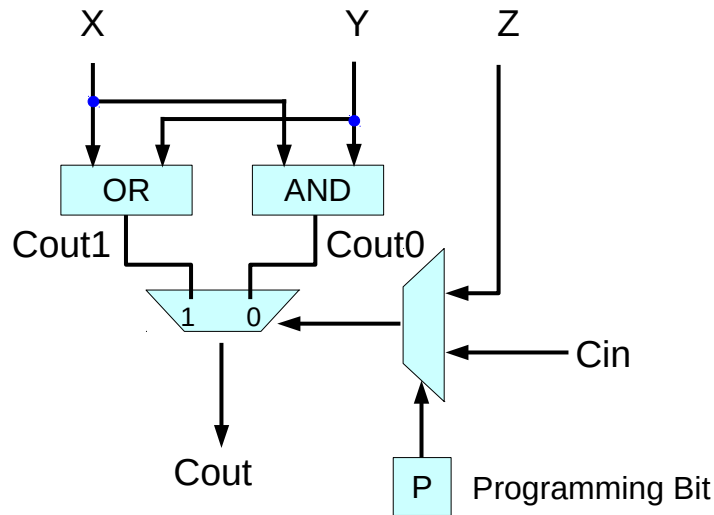 X
Y
Z
OR
AND
Cout1
Cout0
1
0
Cin
Cout
P
Programming Bit